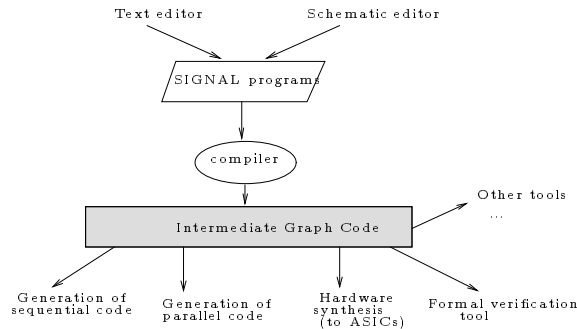 Text editor
Schematic editor
SIGNAL programs
compiler
Intermediate Graph Code
Other tools
...
Generation of
sequential code
Generation of
parallel code
Hardware
synthesis
(to ASICs)
Formal verification
tool